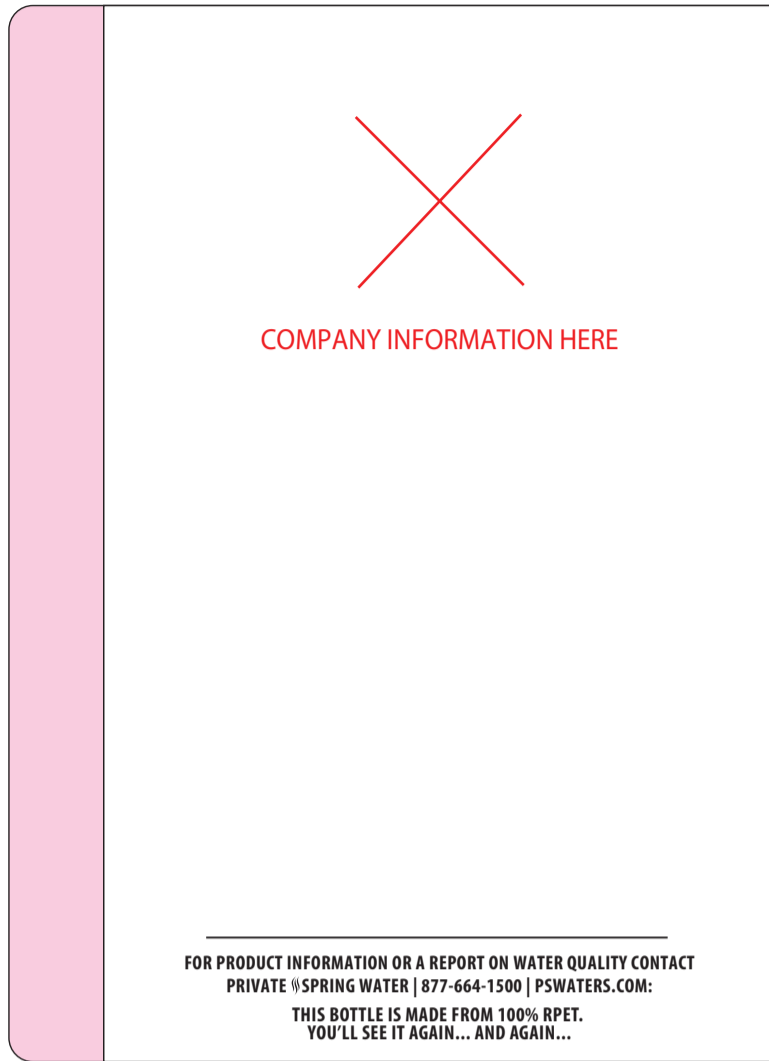 COMPANY INFORMATION HERE
FOR PRODUCT INFORMATION OR A REPORT ON WATER QUALITY CONTACT
PRIVATE SPRING WATER | 877-664-1500 | PSWATERS.COM:
THIS BOTTLE IS MADE FROM 100% RPET.
YOU'LL SEE IT AGAIN... AND AGAIN...